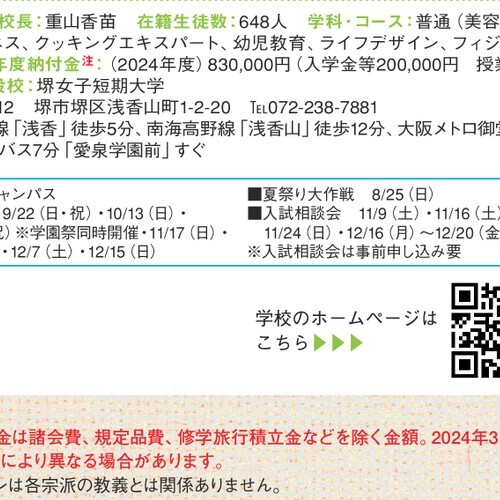 校長：重山香苗　在籍生徒数：648人　学科・コース：普通（美容
ネス、クッキングエキスパート、幼児教育、ライフデザイン、フィジ
年度納付金注：（2024年度）830,000円（入学金等200,000円　授業
設校：堺女子短期大学
12　堺市堺区浅香山町1-2-20　℡072-238-7881
線「浅香」徒歩5分、南海高野線「浅香山」徒歩12分、大阪メトロ御堂
バス7分「愛泉学園前」すぐ
ャンパス
9/22（日・祝）・10/13（日）・
祝）※学園祭同時開催・11/17（日）・
・12/7（土）・12/15（日）
■夏祭り大作戦　8/25（日）
■入試相談会　11/9（土）・11/16（土）
11/24（日）・12/16（月）〜12/20（金
※入試相談会は事前申し込み要
学校のホームページは
こちら▶▶▶
金は諸会費、規定品費、修学旅行積立金などを除く金額。2024年3
により異なる場合があります。
ンは各宗派の教義とは関係ありません。